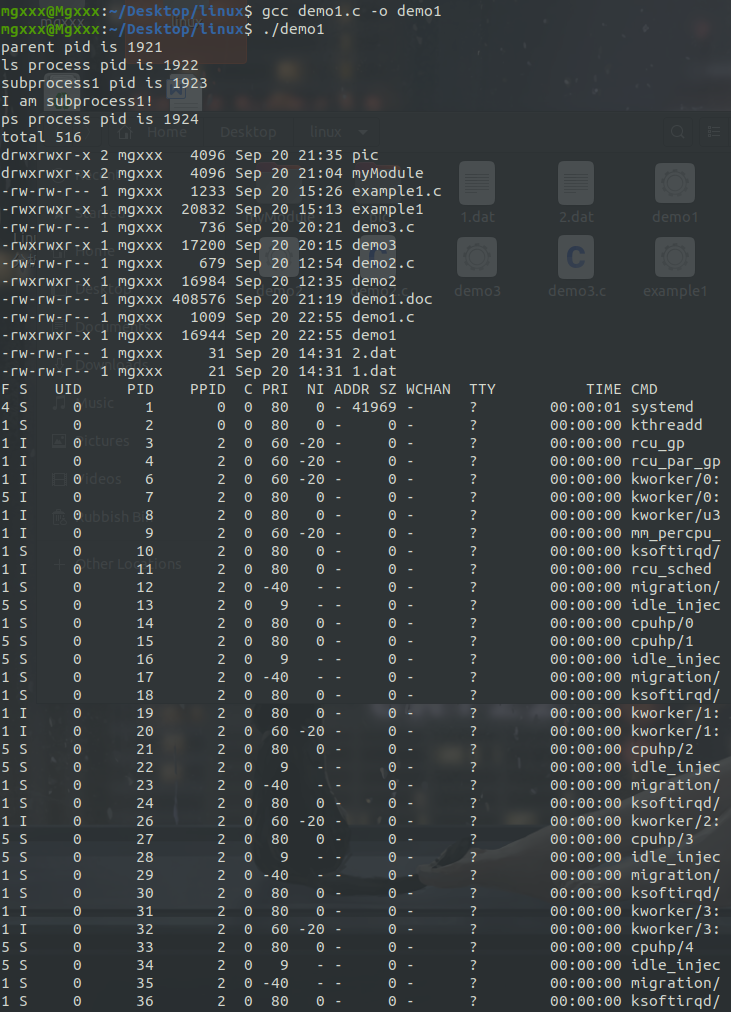 mgxxx@Mgxxx:~/Desktop/linux$ gcc demo1.c -o demo1
mgxxx@Mgxxx:~/Desktop/linux$ ./demo1
parent pid is 1921
ls process pid is 1922
subprocess1 pid is 1923
I am subprocess1!
ps process pid is 1924
total 516
drwxrwxr-x 2 mgxxx   4096 Sep 20 21:35 pic
drwxrwxr-x 2 mgxxx   4096 Sep 20 21:04 myModule
-rw-rw-r-- 1 mgxxx   1233 Sep 20 15:26 example1.c
-rwxrwxr-x 1 mgxxx  20832 Sep 20 15:13 example1
-rw-rw-r-- 1 mgxxx    736 Sep 20 20:21 demo3.c
-rwxrwxr-x 1 mgxxx  17200 Sep 20 20:15 demo3
-rw-rw-r-- 1 mgxxx    679 Sep 20 12:54 demo2.c
-rwxrwxr-x 1 mgxxx  16984 Sep 20 12:35 demo2
-rw-rw-r-- 1 mgxxx 408576 Sep 20 21:19 demo1.doc
-rw-rw-r-- 1 mgxxx   1009 Sep 20 22:55 demo1.c
-rwxrwxr-x 1 mgxxx  16944 Sep 20 22:55 demo1
-rw-rw-r-- 1 mgxxx     31 Sep 20 14:31 2.dat
-rw-rw-r-- 1 mgxxx     21 Sep 20 14:31 1.dat
F S   UID     PID    PPID  C PRI  NI ADDR SZ WCHAN  TTY          TIME CMD
4 S     0       1       0  0  80   0 - 41969 -      ?        00:00:01 systemd
1 S     0       2       0  0  80   0 -     0 -      ?        00:00:00 kthreadd
1 I     0       3       2  0  60 -20 -     0 -      ?        00:00:00 rcu_gp
1 I     0       4       2  0  60 -20 -     0 -      ?        00:00:00 rcu_par_gp
1 I     0       6       2  0  60 -20 -     0 -      ?        00:00:00 kworker/0:
5 I     0       7       2  0  80   0 -     0 -      ?        00:00:00 kworker/0:
1 I     0       8       2  0  80   0 -     0 -      ?        00:00:00 kworker/u3
1 I     0       9       2  0  60 -20 -     0 -      ?        00:00:00 mm_percpu_
1 S     0      10       2  0  80   0 -     0 -      ?        00:00:00 ksoftirqd/
1 I     0      11       2  0  80   0 -     0 -      ?        00:00:00 rcu_sched
1 S     0      12       2  0 -40   - -     0 -      ?        00:00:00 migration/
5 S     0      13       2  0   9   - -     0 -      ?        00:00:00 idle_injec
1 S     0      14       2  0  80   0 -     0 -      ?        00:00:00 cpuhp/0
5 S     0      15       2  0  80   0 -     0 -      ?        00:00:00 cpuhp/1
5 S     0      16       2  0   9   - -     0 -      ?        00:00:00 idle_injec
1 S     0      17       2  0 -40   - -     0 -      ?        00:00:00 migration/
1 S     0      18       2  0  80   0 -     0 -      ?        00:00:00 ksoftirqd/
1 I     0      19       2  0  80   0 -     0 -      ?        00:00:00 kworker/1:
1 I     0      20       2  0  60 -20 -     0 -      ?        00:00:00 kworker/1:
5 S     0      21       2  0  80   0 -     0 -      ?        00:00:00 cpuhp/2
5 S     0      22       2  0   9   - -     0 -      ?        00:00:00 idle_injec
1 S     0      23       2  0 -40   - -     0 -      ?        00:00:00 migration/
1 S     0      24       2  0  80   0 -     0 -      ?        00:00:00 ksoftirqd/
1 I     0      26       2  0  60 -20 -     0 -      ?        00:00:00 kworker/2:
5 S     0      27       2  0  80   0 -     0 -      ?        00:00:00 cpuhp/3
5 S     0      28       2  0   9   - -     0 -      ?        00:00:00 idle_injec
1 S     0      29       2  0 -40   - -     0 -      ?        00:00:00 migration/
1 S     0      30       2  0  80   0 -     0 -      ?        00:00:00 ksoftirqd/
1 I     0      31       2  0  80   0 -     0 -      ?        00:00:00 kworker/3:
1 I     0      32       2  0  60 -20 -     0 -      ?        00:00:00 kworker/3:
5 S     0      33       2  0  80   0 -     0 -      ?        00:00:00 cpuhp/4
5 S     0      34       2  0   9   - -     0 -      ?        00:00:00 idle_injec
1 S     0      35       2  0 -40   - -     0 -      ?        00:00:00 migration/
1 S     0      36       2  0  80   0 -     0 -      ?        00:00:00 ksoftirqd/
Home Desktop linux
1.dat 2.dat demo1
demo3 demo3.c example1
Music
Pictures
Videos
Rubbish Bin
Other Locations